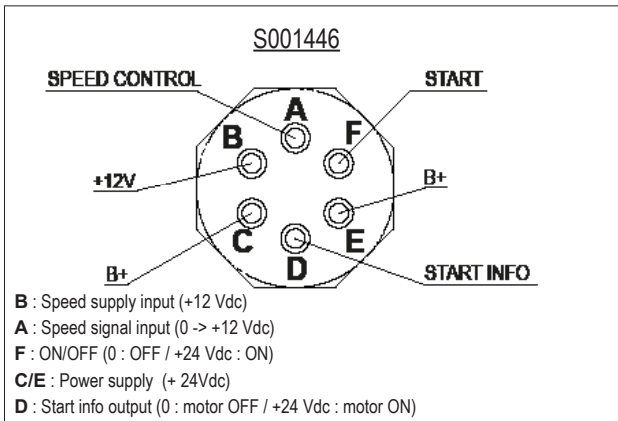 S001446
SPEED CONTROL
START
A
B
F
+12V
B+
C
E
D
B+
START INFO
B : Speed supply input (+12 Vdc)
A : Speed signal input (0 -> +12 Vdc)
F : ON/OFF (0 : OFF / +24 Vdc : ON)
C/E : Power supply (+ 24Vdc)
D : Start info output (0 : motor OFF / +24 Vdc : motor ON)